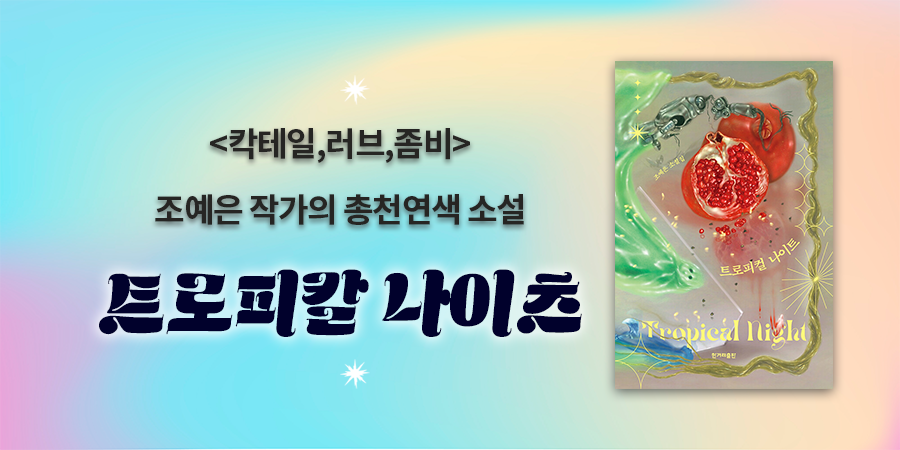 <칵테일,러브,좀비>
조예은 작가의 총천연색 소설
트로피칼 나이츠
조예은 소설집
트로피컬 나이트
Tropical Night
한겨레출판